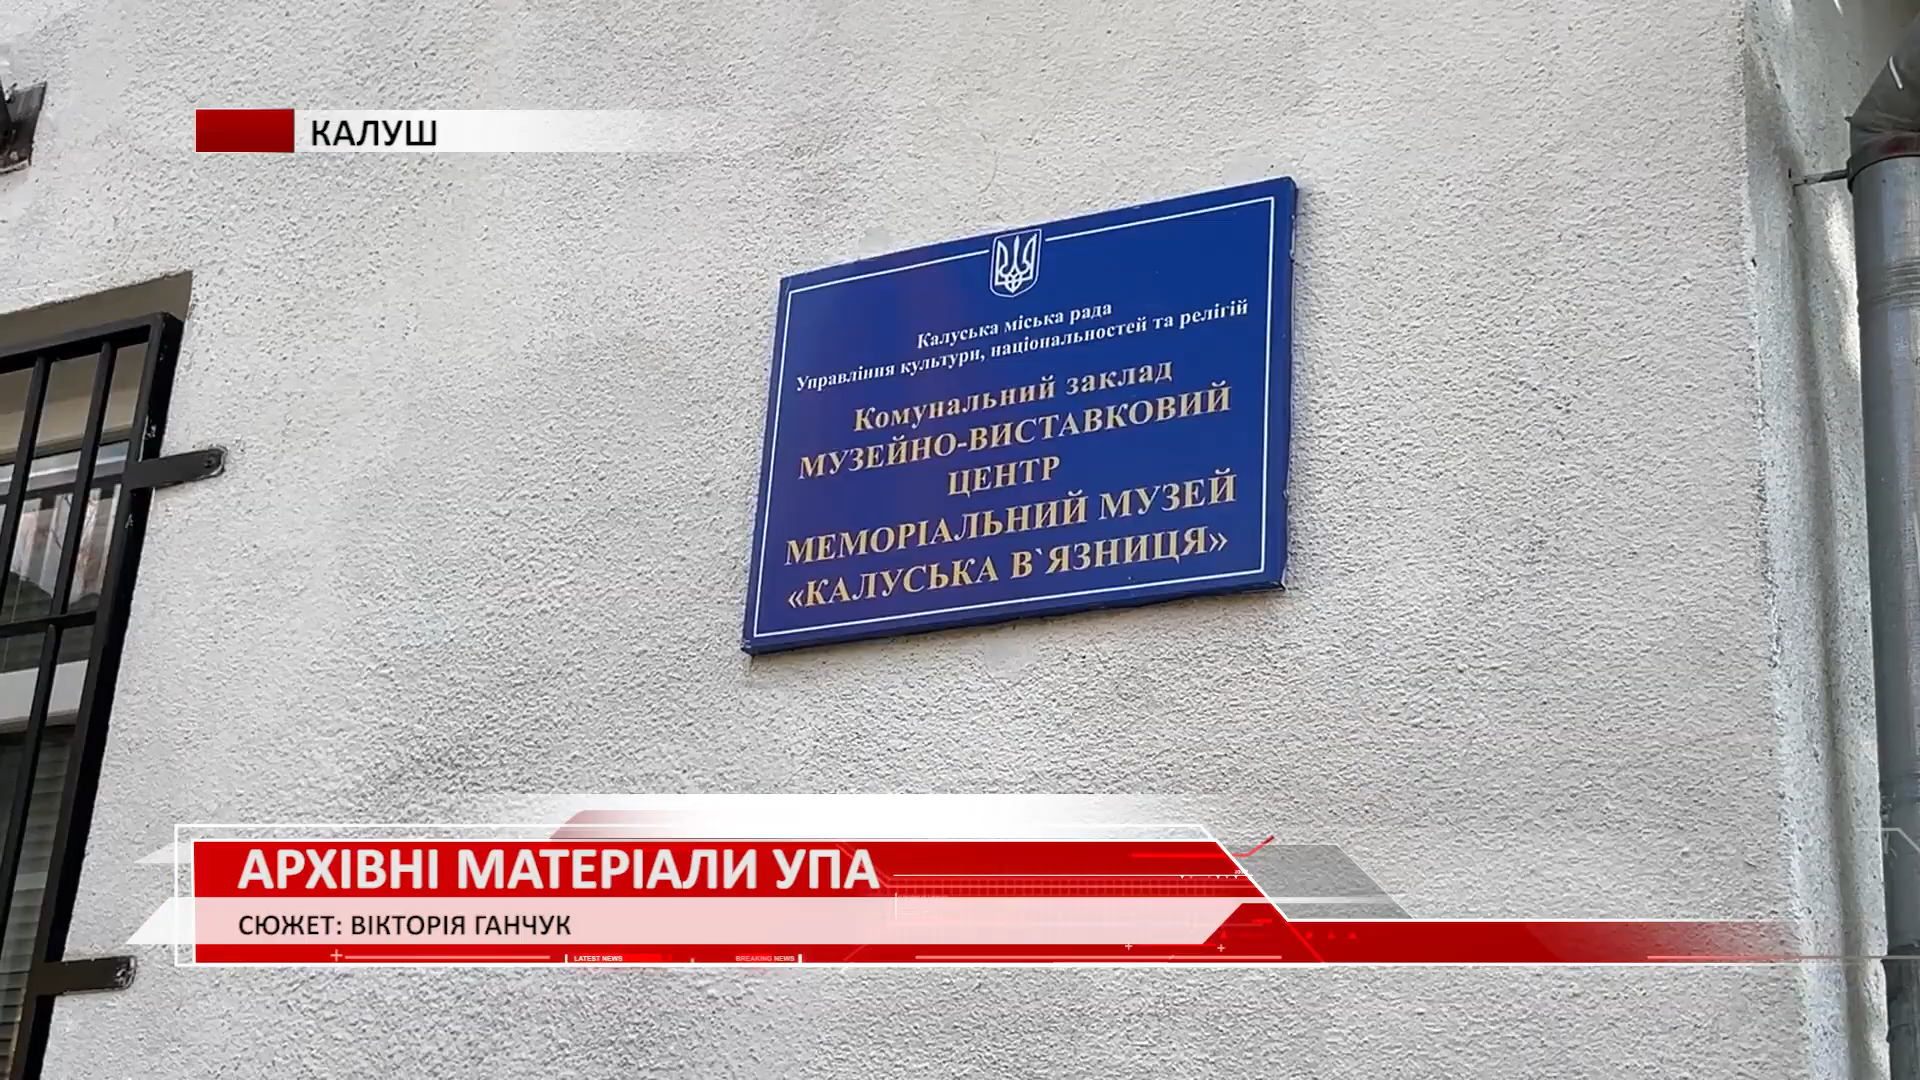 КАЛУШ
Калуська міська рада
Управління культури, національностей та релігій
Комунальний заклад
МУЗЕЙНО-ВИСТАВКОВИЙ
ЦЕНТР
МЕМОРІАЛЬНИЙ МУЗЕЙ
«КАЛУСЬКА В`ЯЗНИЦЯ»
АРХІВНІ МАТЕРІАЛИ УПА
СЮЖЕТ: ВІКТОРІЯ ГАНЧУК
LATEST NEWS
BREAKING NEWS